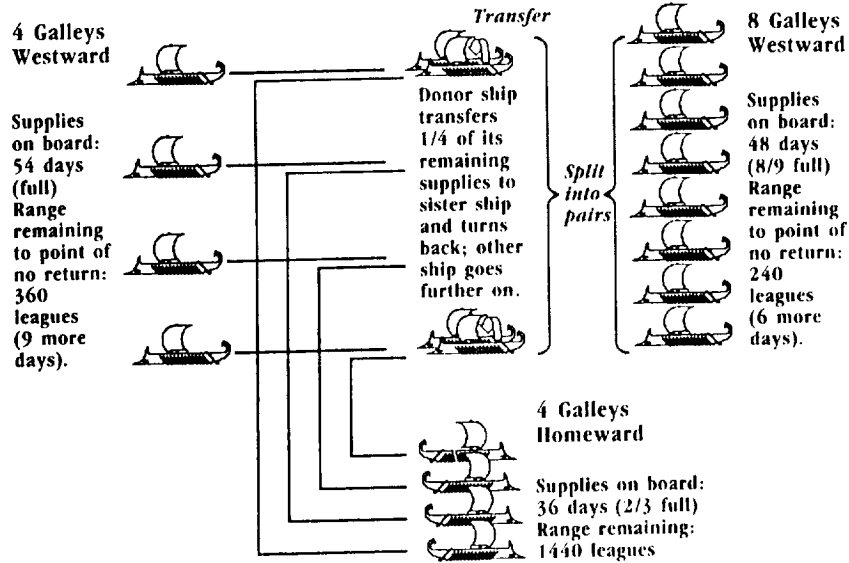 4 Galleys
Westward
Supplies
on board:
54 days
(full)
Range
remaining
to point of
no return:
360
leagues
(9 more
days).
Transfer
Donor ship
transfers
1/4 of its
remaining
supplies to
sister ship
and turns
back; other
ship goes
further on.
Split
into
pairs
8 Galleys
Westward
Supplies
on board:
48 days
(8/9 full)
Range
remaining
to point of
no return:
240
leagues
(6 more
days).
4 Galleys
Homeward
Supplies on board:
36 days (2/3 full)
Range remaining:
1440 leagues